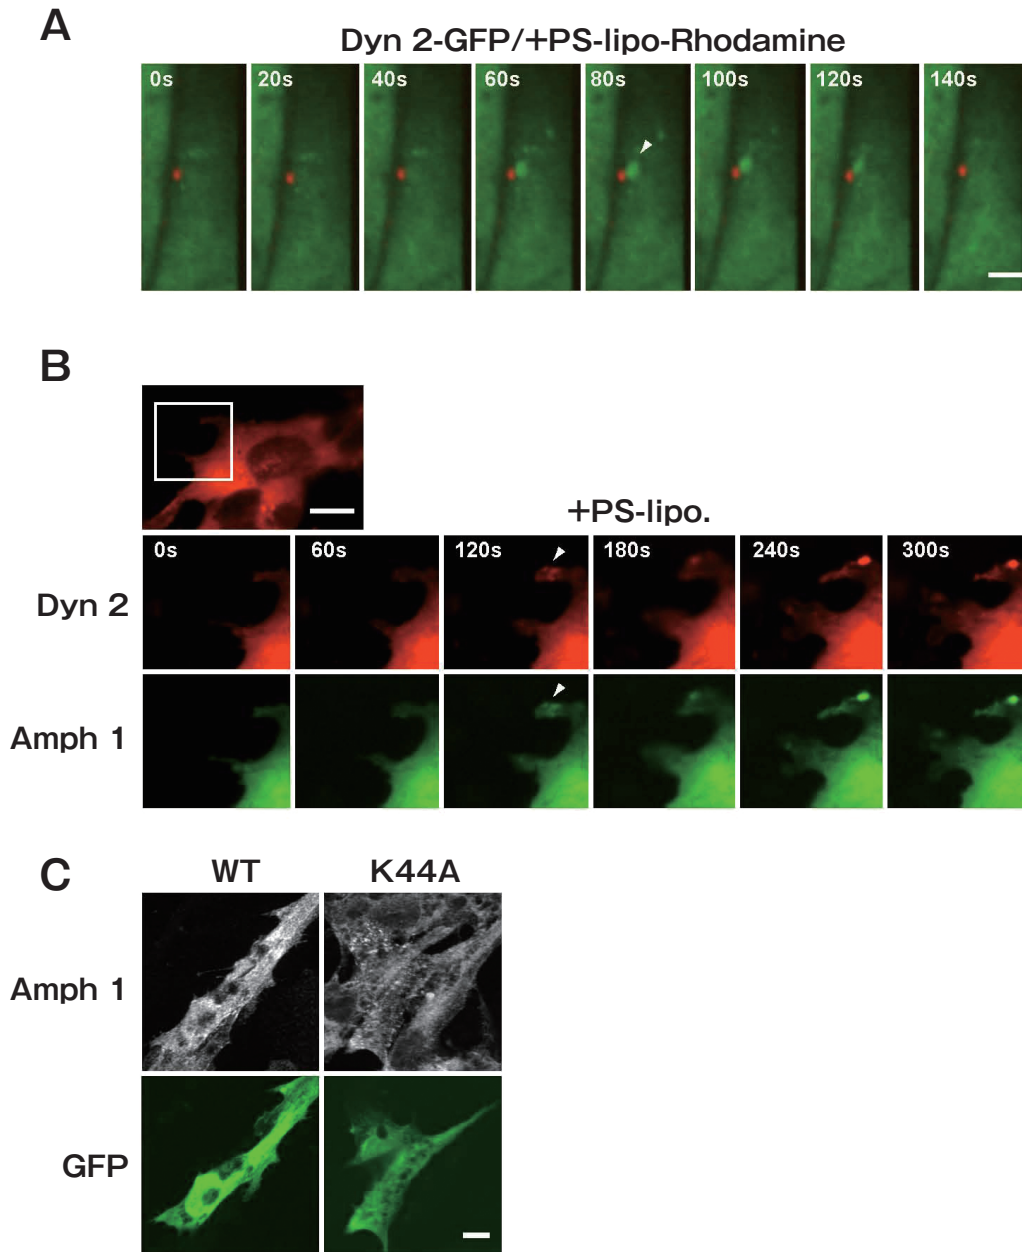 A
Dyn 2-GFP/+PS-lipo-Rhodamine
0s 20s 40s 60s 80s 100s 120s 140s
B
+PS-lipo.
0s 60s 120s 180s 240s 300s
Dyn 2
Amph 1
C
WT K44A
Amph 1
GFP